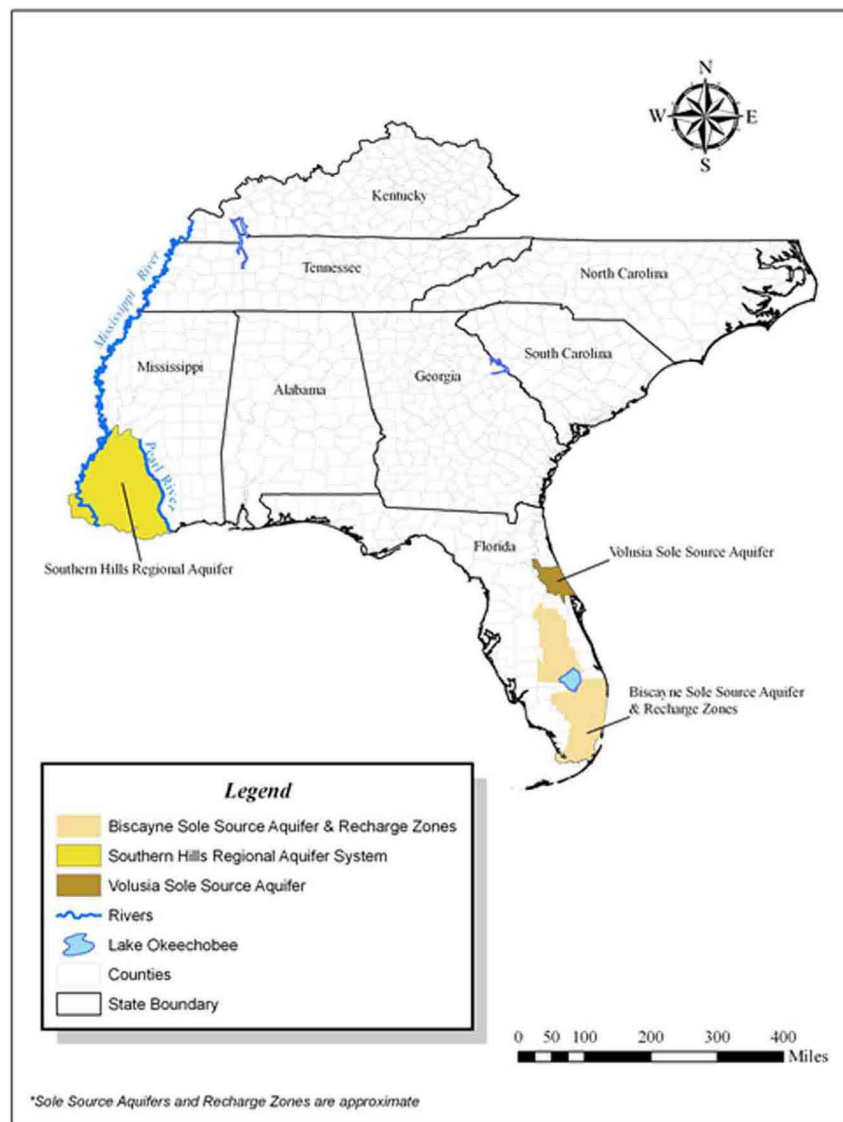 N
W E
S
Kentucky
Mississippi River
Tennessee
North Carolina
Mississippi
Alabama
Georgia
South Carolina
Pearl River
Southern Hills Regional Aquifer
Florida
Volusia Sole Source Aquifer
Biscayne Sole Source Aquifer
& Recharge Zones
Legend
Biscayne Sole Source Aquifer & Recharge Zones
Southern Hills Regional Aquifer System
Volusia Sole Source Aquifer
Rivers
Lake Okeechobee
Counties
State Boundary
0 50 100 200 300 400
Miles
*Sole Source Aquifers and Recharge Zones are approximate